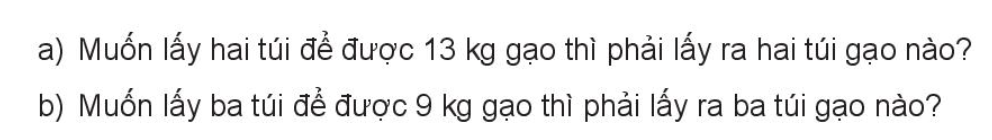 a) Muốn lấy hai túi để được 13 kg gạo thì phải lấy ra hai túi gạo nào?
b) Muốn lấy ba túi để được 9 kg gạo thì phải lấy ra ba túi gạo nào?